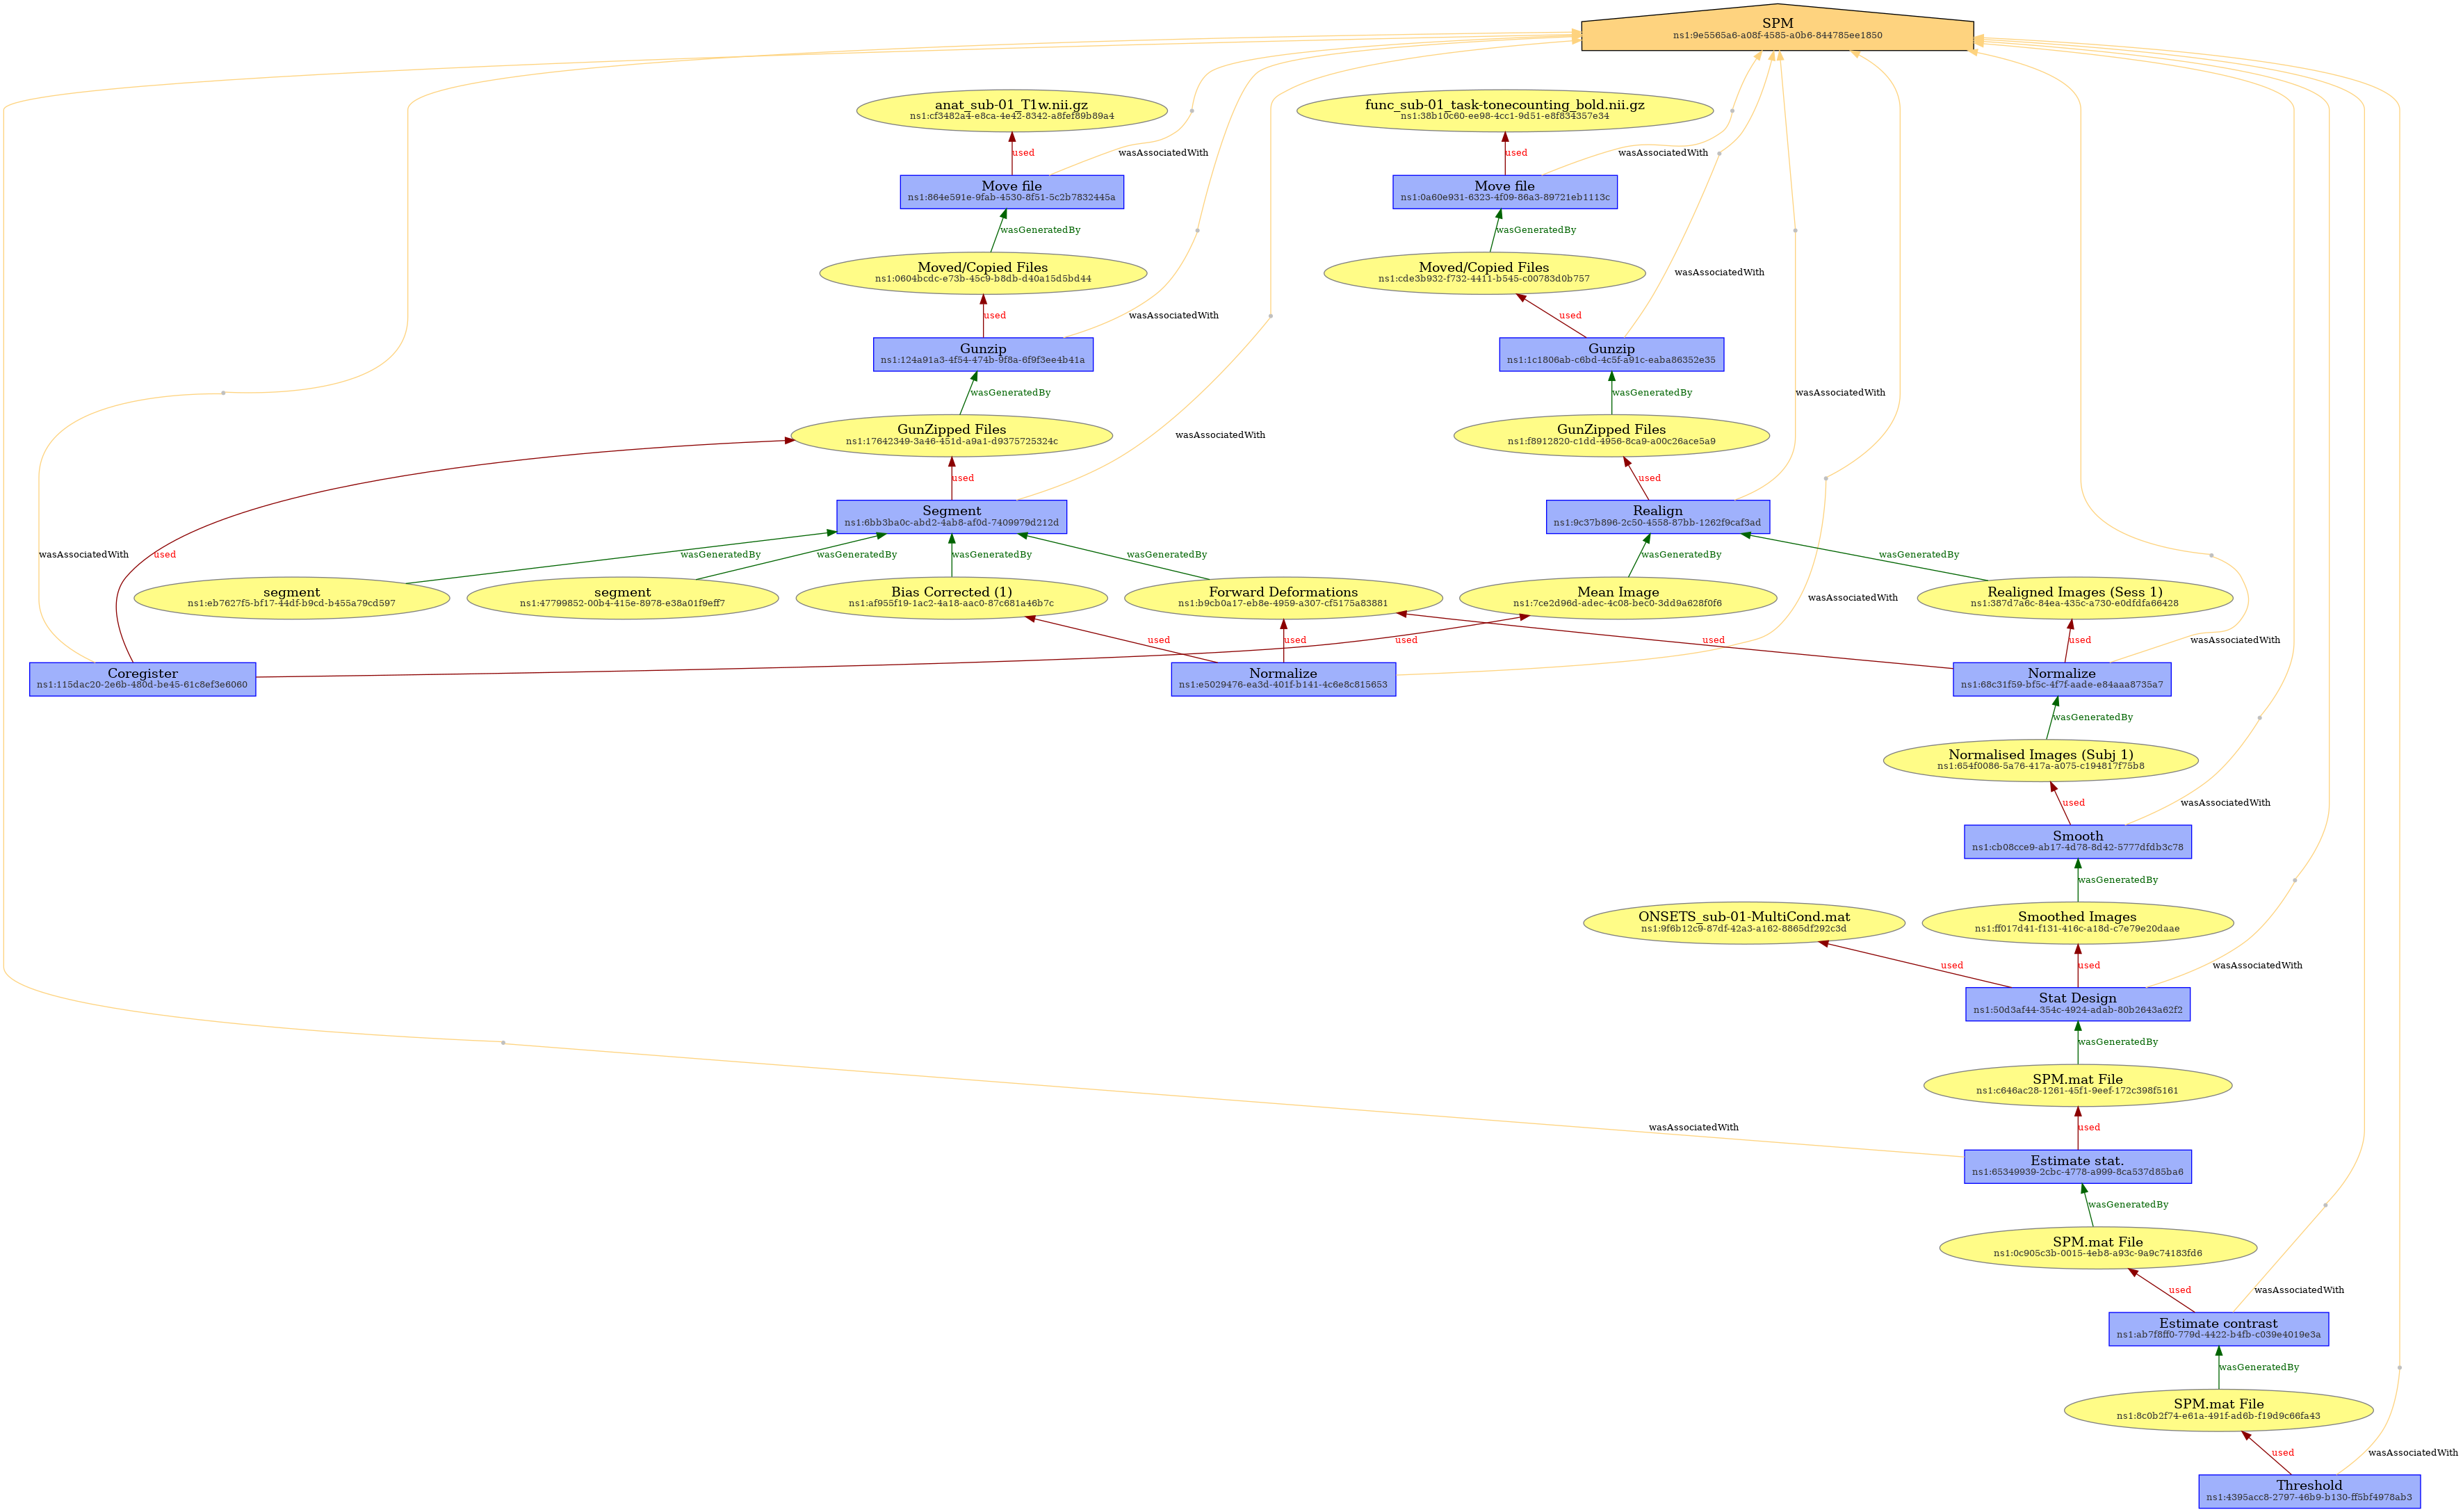 SPM
ns1:9e5565a6-a08f-4585-a0b6-844785ee1850
anat_sub-01_T1w.nii.gz
ns1:cf3482a4-e8ca-4e42-8342-a8fef89b89a4
func_sub-01_task-tonecounting_bold.nii.gz
ns1:38b10c60-ee98-4cc1-9d51-e8f834357e34
used
wasAssociatedWith
used
wasAssociatedWith
Move file
ns1:864e591e-9fab-4530-8f51-5c2b7832445a
Move file
ns1:0a60e931-6323-4f09-86a3-89721eb1113c
wasGeneratedBy
wasGeneratedBy
Moved/Copied Files
ns1:0604bcdc-e73b-45c9-b8db-d40a15d5bd44
Moved/Copied Files
ns1:cde3b932-f732-4411-b545-c00783d0b757
wasAssociatedWith
used
wasAssociatedWith
used
Gunzip
ns1:124a91a3-4f54-474b-9f8a-6f9f3ee4b41a
Gunzip
ns1:1c1806ab-c6bd-4c5f-a91c-eaba86352e35
wasGeneratedBy
wasGeneratedBy
wasAssociatedWith
GunZipped Files
ns1:17642349-3a46-451d-a9a1-d9375725324c
wasAssociatedWith
GunZipped Files
ns1:f8912820-c1dd-4956-8ca9-a00c26ace5a9
used
used
Segment
ns1:6bb3ba0c-abd2-4ab8-af0d-7409979d212d
Realign
ns1:9c37b896-2c50-4558-87bb-1262f9caf3ad
wasAssociatedWith
used
wasGeneratedBy
wasGeneratedBy
wasGeneratedBy
wasGeneratedBy
wasGeneratedBy
wasGeneratedBy
segment
ns1:eb7627f5-bf17-44df-b9cd-b455a79cd597
segment
ns1:47799852-00b4-415e-8978-e38a01f9eff7
Bias Corrected (1)
ns1:af955f19-1ac2-4a18-aac0-87c681a46b7c
Forward Deformations
ns1:b9cb0a17-eb8e-4959-a307-cf5175a83881
Mean Image
ns1:7ce2d96d-adec-4c08-bec0-3dd9a628f0f6
wasAssociatedWith
Realigned Images (Sess 1)
ns1:387d7a6c-84ea-435c-a730-e0dfdfa66428
used
used
used
used
used
wasAssociatedWith
Coregister
ns1:115dac20-2e6b-480d-be45-61c8ef3e6060
Normalize
ns1:e5029476-ea3d-401f-b141-4c6e8c815653
Normalize
ns1:68c31f59-bf5c-4f7f-aade-e84aaa8735a7
wasGeneratedBy
Normalised Images (Subj 1)
ns1:654f0086-5a76-417a-a075-c194817f75b8
used
wasAssociatedWith
Smooth
ns1:cb08cce9-ab17-4d78-8d42-5777dfdb3c78
wasGeneratedBy
ONSETS_sub-01-MultiCond.mat
ns1:9f6b12c9-87df-42a3-a162-8865df292c3d
Smoothed Images
ns1:ff017d41-f131-416c-a18d-c7e79e20daae
used
used
wasAssociatedWith
Stat Design
ns1:50d3af44-354c-4924-adab-80b2643a62f2
wasGeneratedBy
SPM.mat File
ns1:c646ac28-1261-45f1-9eef-172c398f5161
wasAssociatedWith
used
Estimate stat.
ns1:65349939-2cbc-4778-a999-8ca537d85ba6
wasGeneratedBy
SPM.mat File
ns1:0c905c3b-0015-4eb8-a93c-9a9c74183fd6
used
wasAssociatedWith
Estimate contrast
ns1:ab7f8ff0-779d-4422-b4fb-c039e4019e3a
wasGeneratedBy
SPM.mat File
ns1:8c0b2f74-e61a-491f-ad6b-f19d9c66fa43
used
wasAssociatedWith
Threshold
ns1:4395acc8-2797-46b9-b130-ff5bf4978ab3